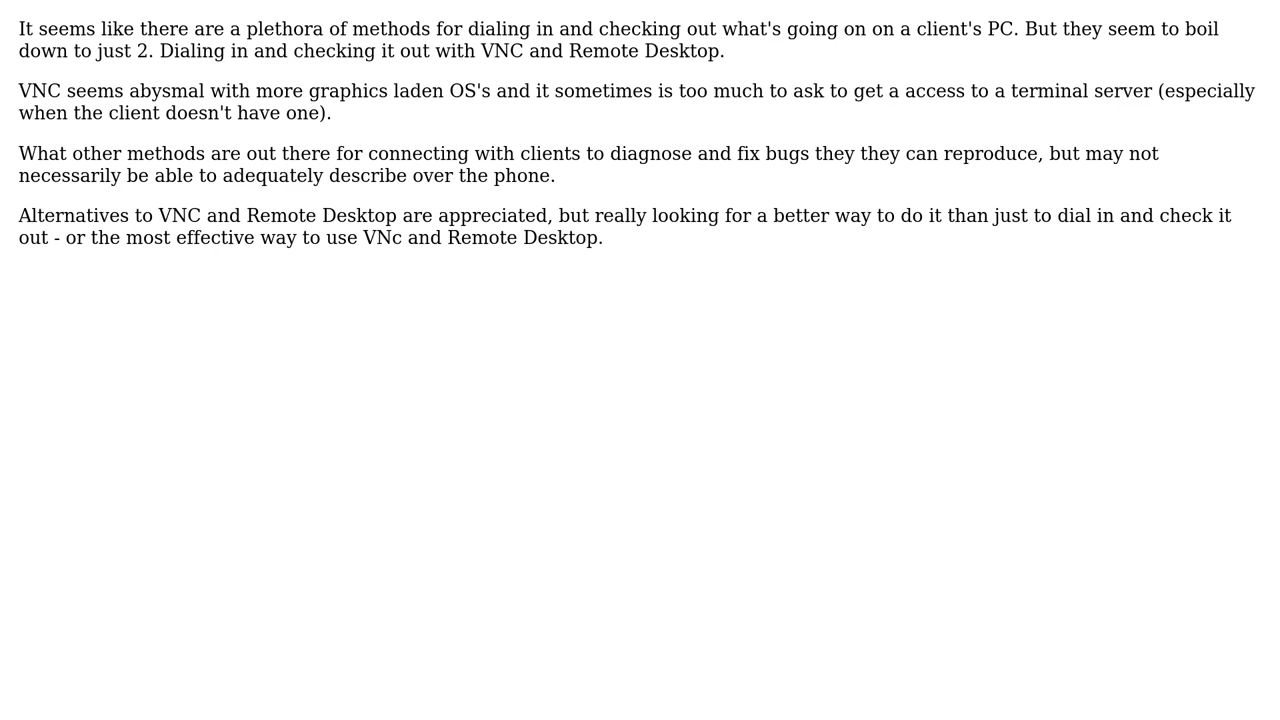 It seems like there are a plethora of methods for dialing in and checking out what's going on on a client's PC. But they seem to boil
down to just 2. Dialing in and checking it out with VNC and Remote Desktop.
VNC seems abysmal with more graphics laden OS's and it sometimes is too much to ask to get a access to a terminal server (especially
when the client doesn't have one).
What other methods are out there for connecting with clients to diagnose and fix bugs they they can reproduce, but may not
necessarily be able to adequately describe over the phone.
Alternatives to VNC and Remote Desktop are appreciated, but really looking for a better way to do it than just to dial in and check it
out - or the most effective way to use VNc and Remote Desktop.